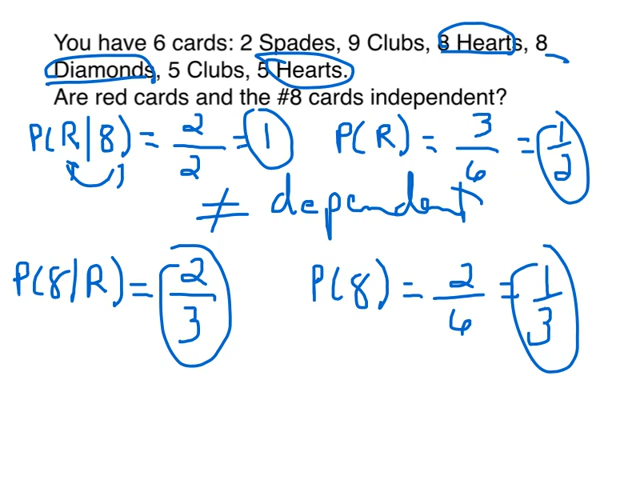 You have 6 cards: 2 Spades, 9 Clubs, 8 Hearts, 8
Diamonds, 5 Clubs, 5 Hearts.
Are red cards and the #8 cards independent?
P(R|8) = 2/2 = 1 P(R) = 3/6 = 1/2
≠ dependent
P(8|R) = 2/3 P(8) = 2/6 = 1/3